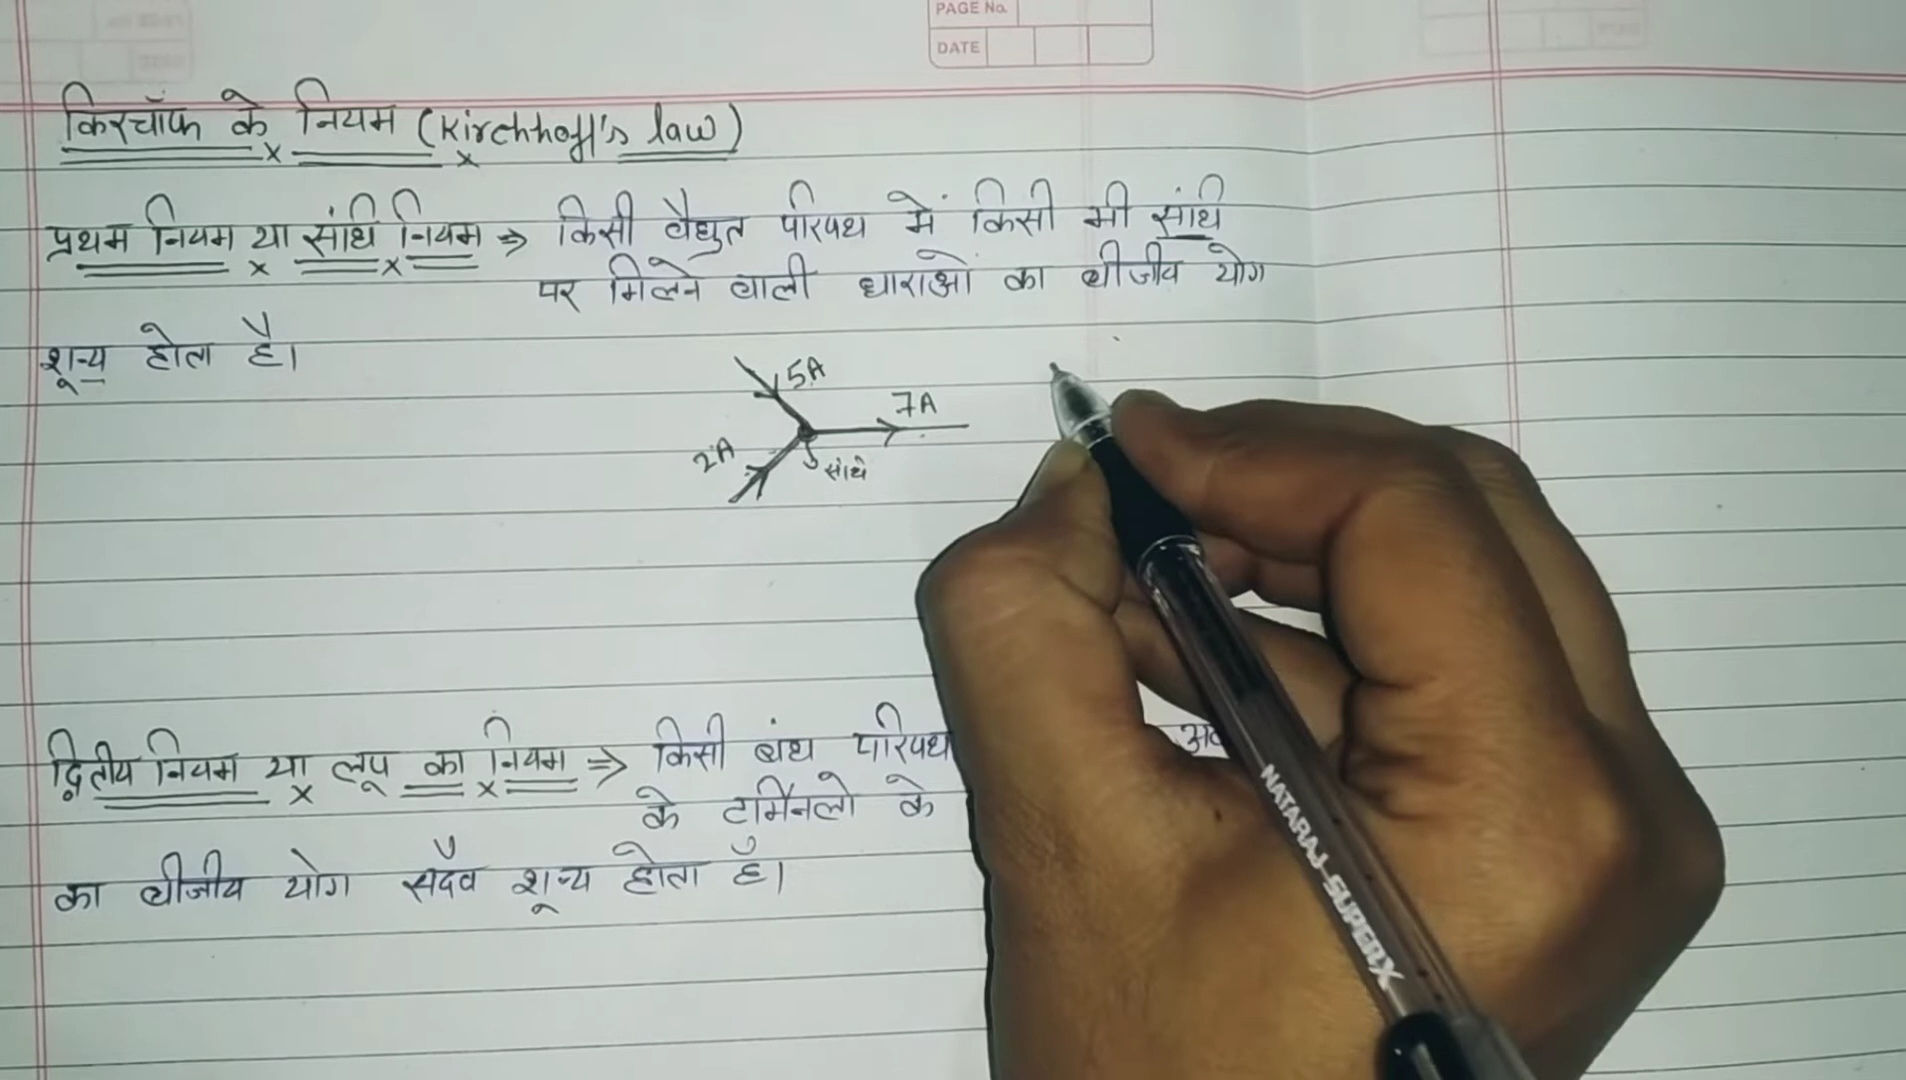 PAGE No.
DATE
किरचॉफ के नियम (Kirchhoff's law)
प्रथम नियम या संधि नियम ⇒ किसी वैद्युत परिपथ में किसी भी संधि
पर मिलने वाली धाराओं का बीजीय योग
शून्य होता है।
5A
7A
2A
संधि
द्वितीय नियम या लूप का नियम ⇒ किसी बंध परिपथ
के टर्मिनलो के
का बीजीय योग सदैव शून्य होता है।
NATARAJ SUPERX